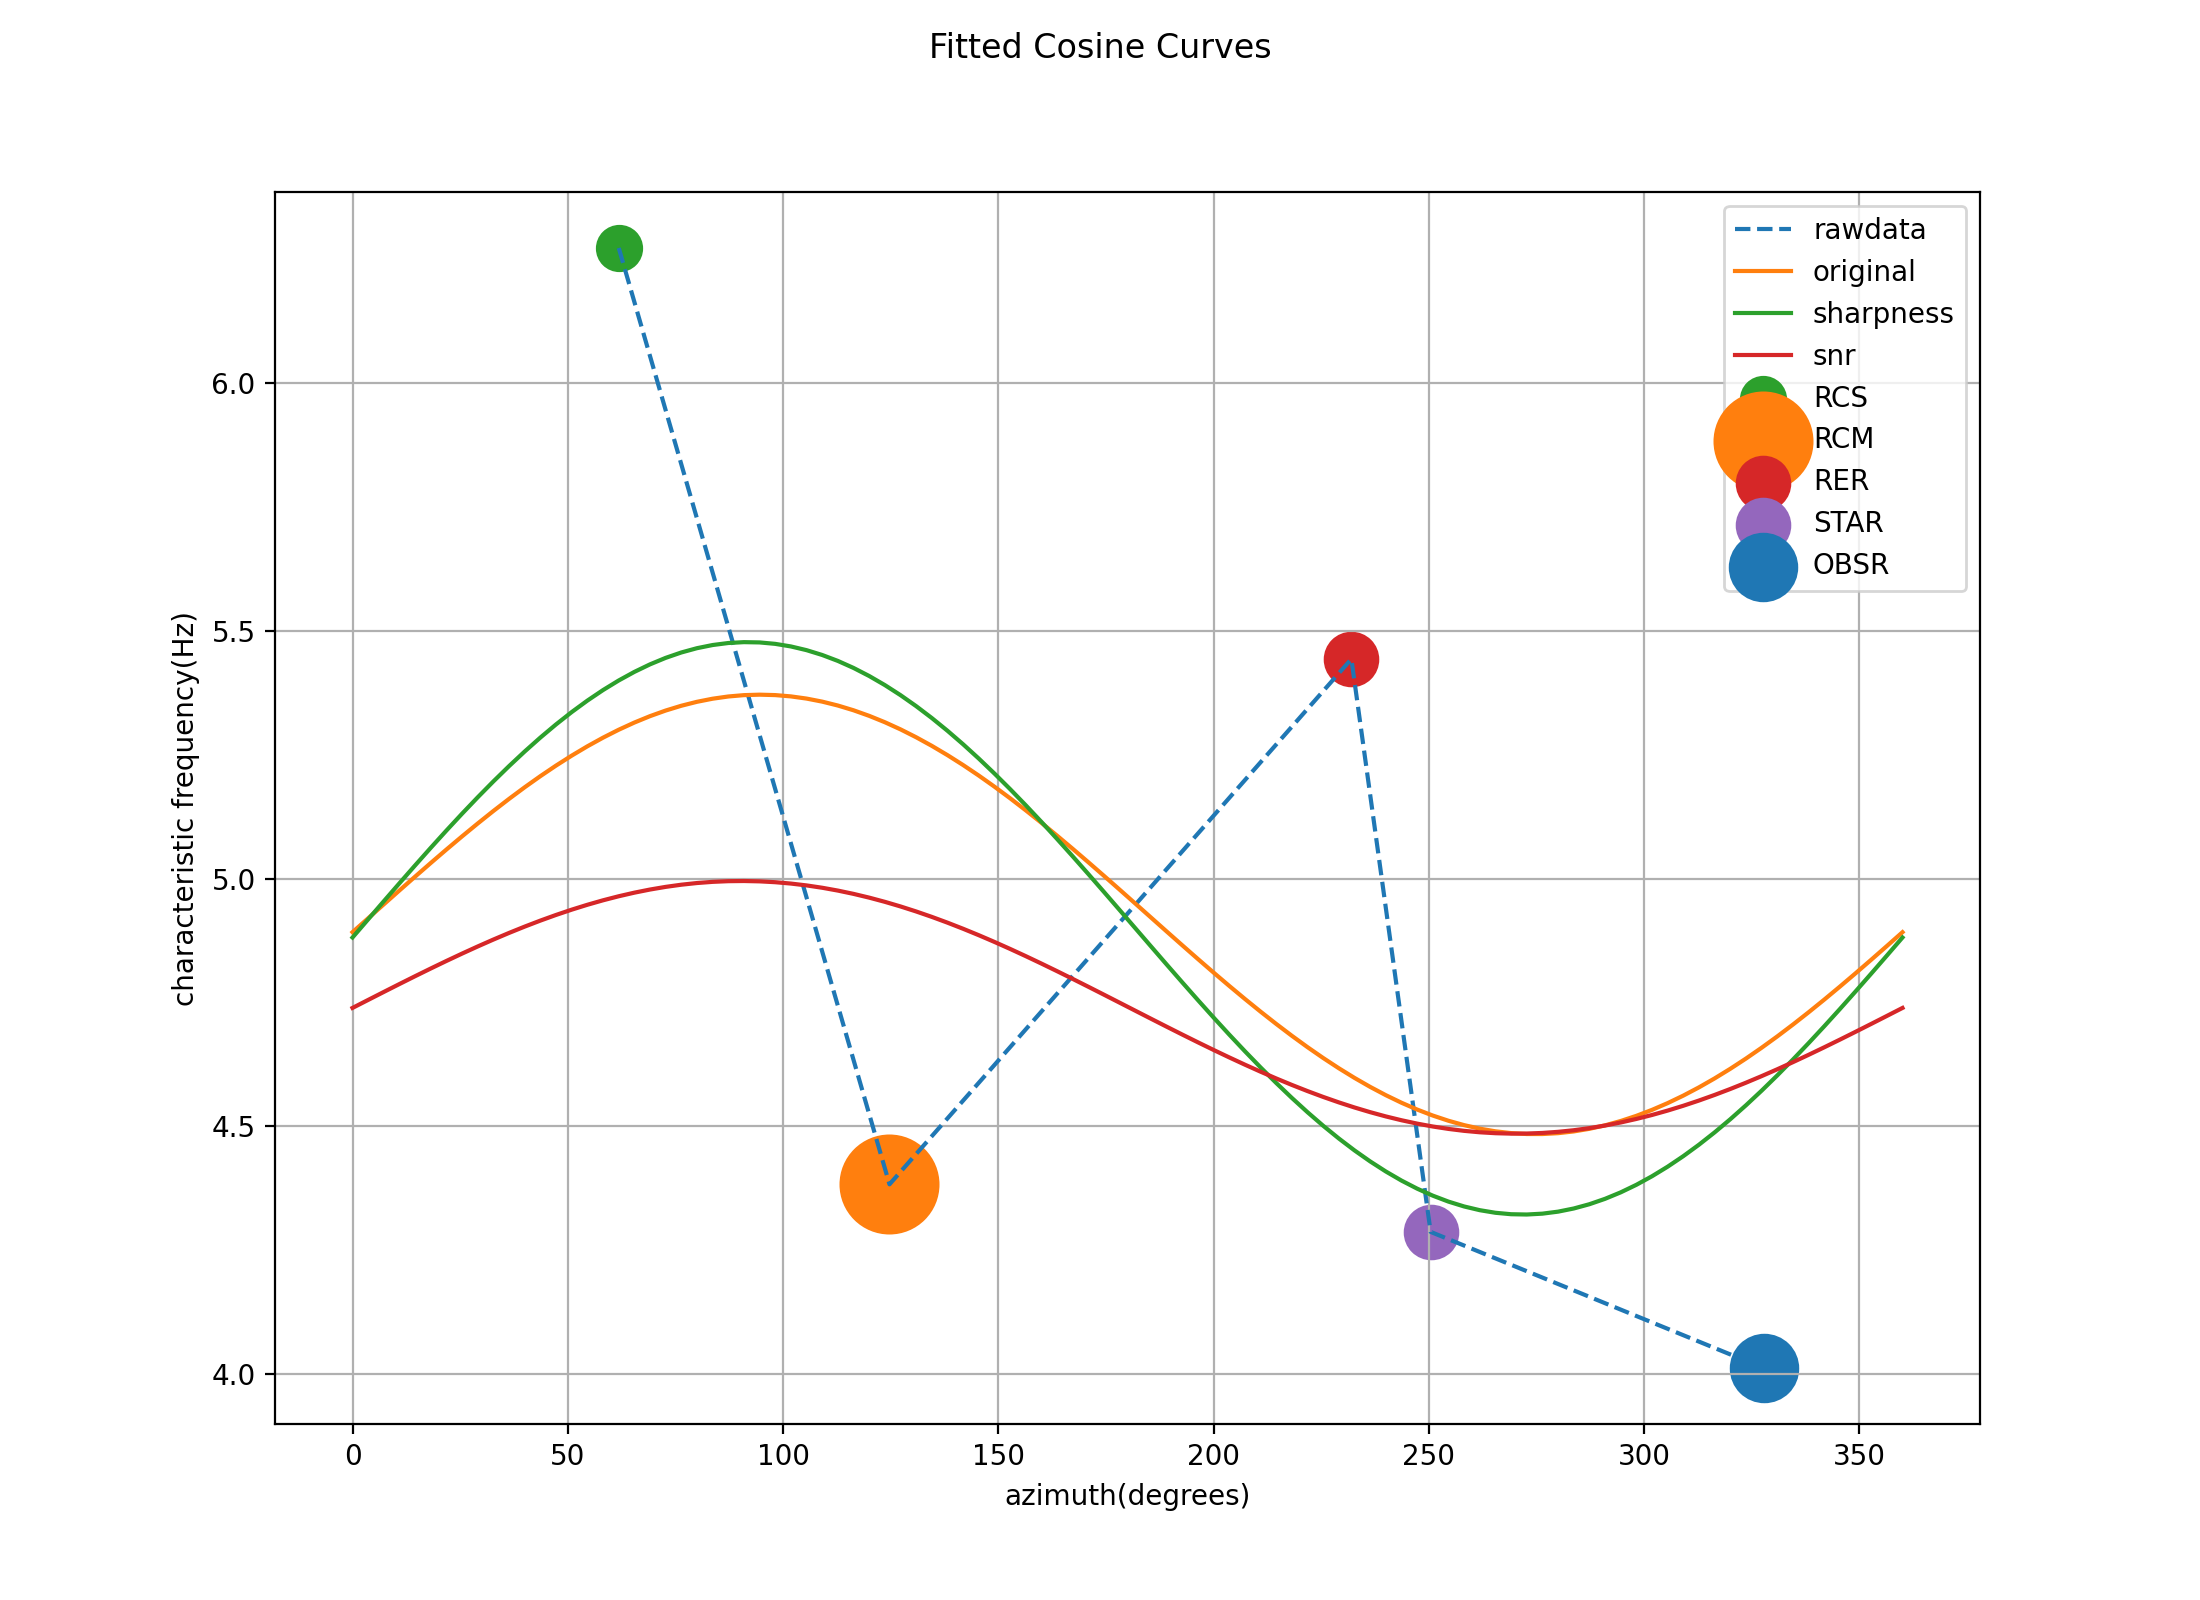 Fitted Cosine Curves
rawdata
original
sharpness
snr
RCS
RCM
RER
STAR
OBSR
6.0
5.5
5.0
4.5
4.0
characteristic frequency(Hz)
0 50 100 150 200 250 300 350
azimuth(degrees)